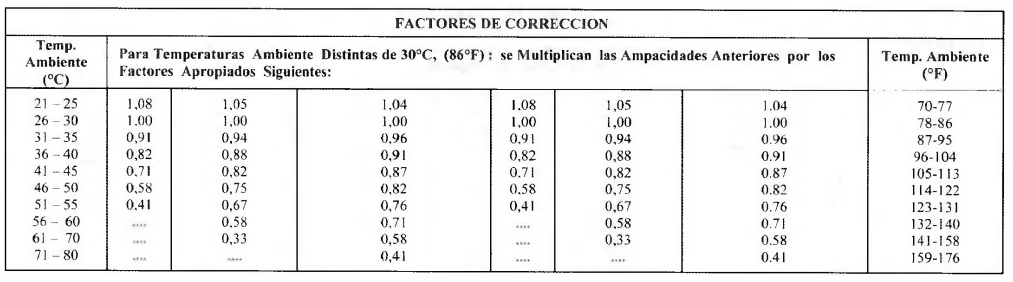 FACTORES DE CORRECCION
Temp. Ambiente (°C) Para Temperaturas Ambiente Distintas de 30°C, (86°F) : se Multiplican las Ampacidades Anteriores por los Factores Apropiados Siguientes: Temp. Ambiente (°F)
21 – 25 1,08 1,05 1,04 1,08 1,05 1.04 70-77
26 – 30 1.00 1,00 1,00 1,00 1,00 1.00 78-86
31 – 35 0,91 0,94 0,96 0,91 0,94 0.96 87-95
36 – 40 0,82 0,88 0,91 0,82 0,88 0.91 96-104
41 – 45 0.71 0,82 0,87 0.71 0,82 0.87 105-113
46 – 50 0,58 0,75 0,82 0.58 0,75 0.82 114-122
51 – 55 0,41 0,67 0,76 0,41 0,67 0.76 123-131
56 – 60 .... 0,58 0,71 .... 0,58 0.71 132-140
61 – 70 .... 0,33 0,58 .... 0,33 0.58 141-158
71 – 80 .... .... 0,41 .... .... 0.41 159-176